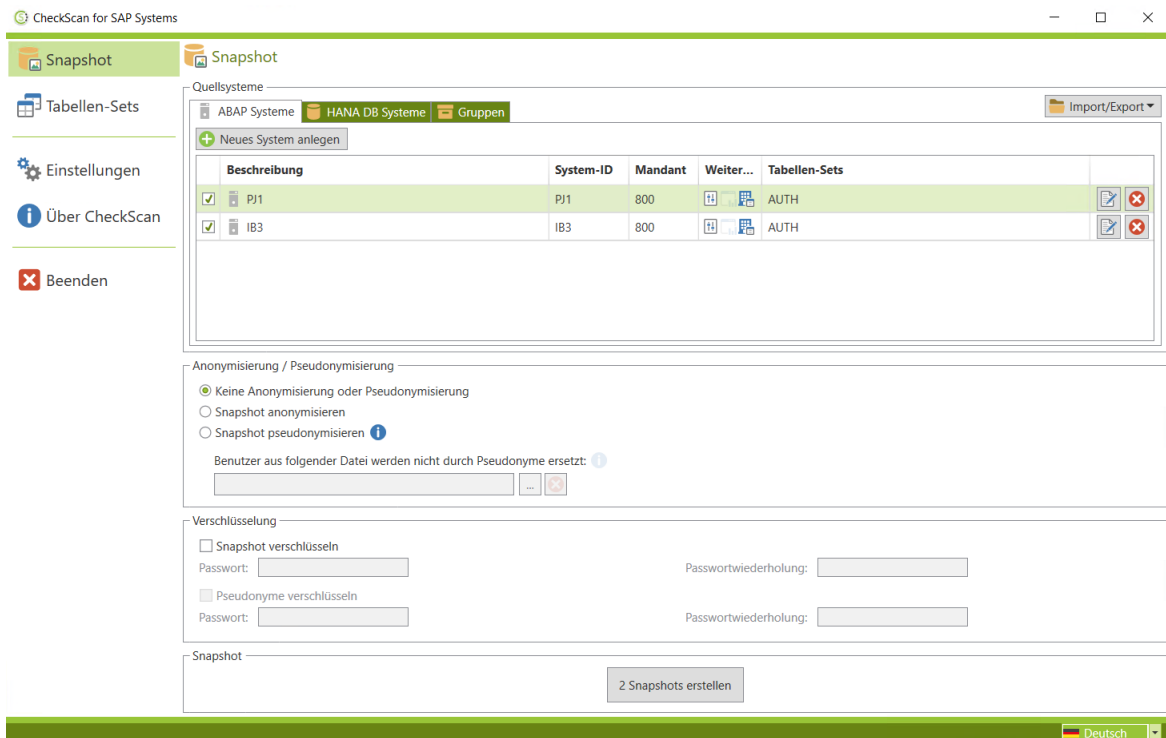 CheckScan for SAP Systems
Snapshot
Tabellen-Sets
Einstellungen
Über CheckScan
Beenden
Snapshot
Quellsysteme
ABAP Systeme HANA DB Systeme Gruppen Import/Export
Neues System anlegen
Beschreibung System-ID Mandant Weiter... Tabellen-Sets
PJ1 PJ1 800 AUTH
IB3 IB3 800 AUTH
Anonymisierung / Pseudonymisierung
Keine Anonymisierung oder Pseudonymisierung
Snapshot anonymisieren
Snapshot pseudonymisieren
Benutzer aus folgender Datei werden nicht durch Pseudonyme ersetzt:
...
Verschlüsselung
Snapshot verschlüsseln
Passwort: Passwortwiederholung:
Pseudonyme verschlüsseln
Passwort: Passwortwiederholung:
Snapshot
2 Snapshots erstellen
Deutsch